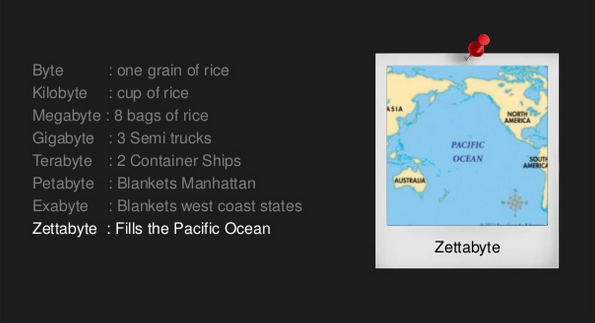 Byte : one grain of rice
Kilobyte : cup of rice
Megabyte : 8 bags of rice
Gigabyte : 3 Semi trucks
Terabyte : 2 Container Ships
Petabyte : Blankets Manhattan
Exabyte : Blankets west coast states
Zettabyte : Fills the Pacific Ocean
ASIA
NORTH
AMERICA
PACIFIC
OCEAN
SOUTH
AMERICA
AUSTRALIA
Zettabyte